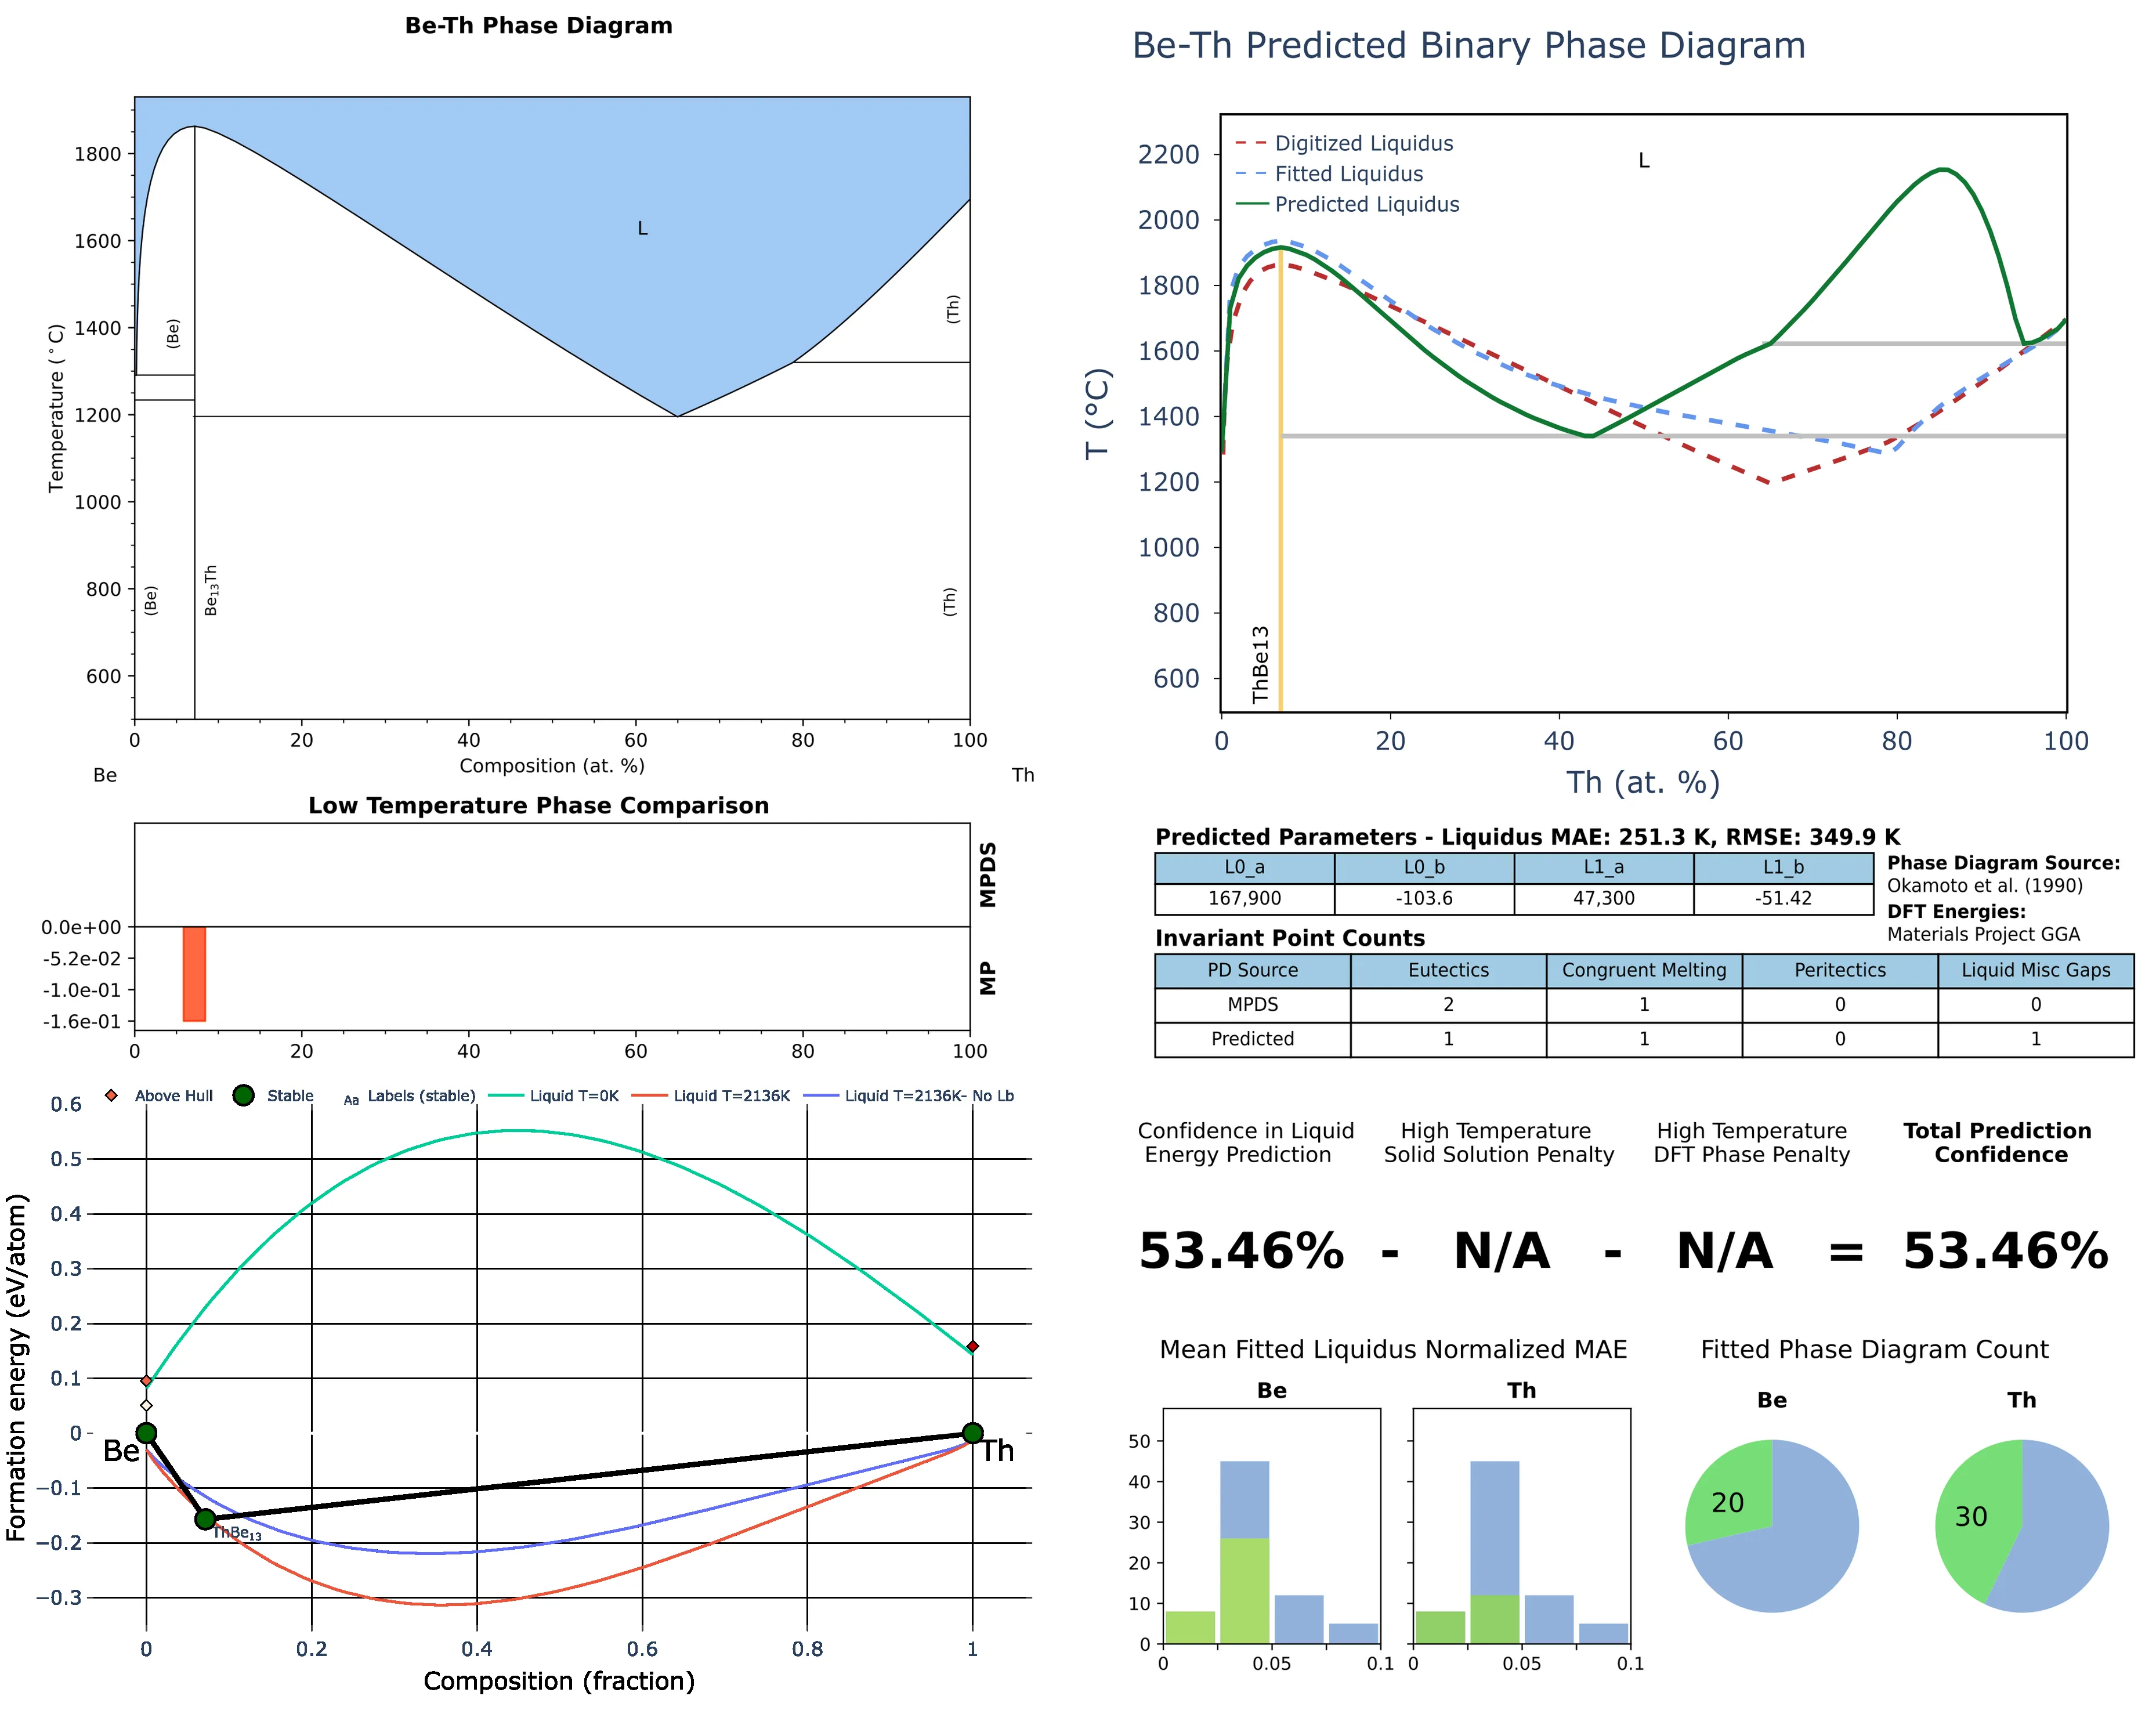 Be-Th Phase Diagram
1800
1600
1400
1200
1000
800
600
Temperature (°C)
L
(Be)
(Th)
(Be)
Be13Th
(Th)
0 20 40 60 80 100
Composition (at. %)
Be Th
Low Temperature Phase Comparison
MPDS
MP
0.0e+00
-5.2e-02
-1.0e-01
-1.6e-01
0 20 40 60 80 100
Above Hull Stable Aa Labels (stable) Liquid T=0K Liquid T=2136K Liquid T=2136K- No Lb
0.6
0.5
0.4
0.3
0.2
0.1
0
−0.1
−0.2
−0.3
Formation energy (eV/atom)
Be
Th
ThBe13
0 0.2 0.4 0.6 0.8 1
Composition (fraction)
Be-Th Predicted Binary Phase Diagram
Digitized Liquidus
Fitted Liquidus
Predicted Liquidus
L
2200
2000
1800
1600
1400
1200
1000
800
600
T (°C)
ThBe13
0 20 40 60 80 100
Th (at. %)
Predicted Parameters - Liquidus MAE: 251.3 K, RMSE: 349.9 K
L0_a L0_b L1_a L1_b
167,900 -103.6 47,300 -51.42
Phase Diagram Source:
Okamoto et al. (1990)
DFT Energies:
Materials Project GGA
Invariant Point Counts
PD Source Eutectics Congruent Melting Peritectics Liquid Misc Gaps
MPDS 2 1 0 0
Predicted 1 1 0 1
Confidence in Liquid
Energy Prediction
High Temperature
Solid Solution Penalty
High Temperature
DFT Phase Penalty
Total Prediction
Confidence
53.46% - N/A - N/A = 53.46%
Mean Fitted Liquidus Normalized MAE
Be
Th
50
40
30
20
10
0
0 0.05 0.1
0 0.05 0.1
Fitted Phase Diagram Count
Be
Th
20
30